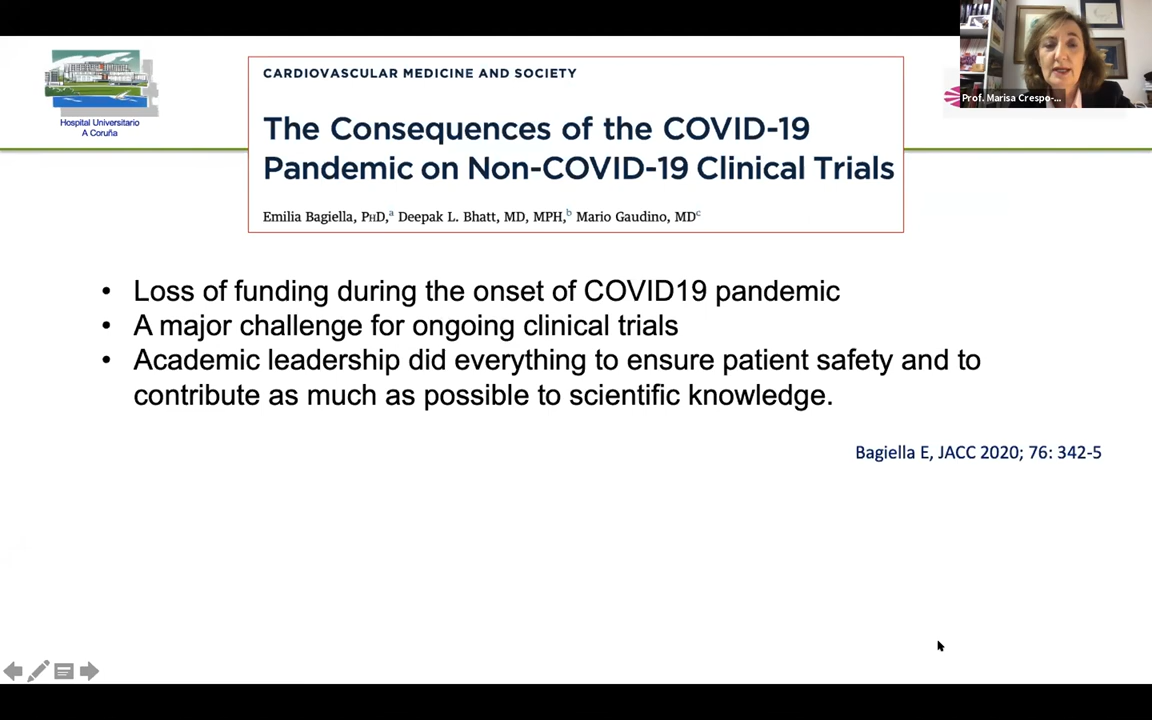 Hospital Universitario
A Coruña
CARDIOVASCULAR MEDICINE AND SOCIETY
The Consequences of the COVID-19
Pandemic on Non-COVID-19 Clinical Trials
Emilia Bagiella, PhD,a Deepak L. Bhatt, MD, MPH,b Mario Gaudino, MDc
Prof. Marisa Crespo-...
• Loss of funding during the onset of COVID19 pandemic
• A major challenge for ongoing clinical trials
• Academic leadership did everything to ensure patient safety and to
contribute as much as possible to scientific knowledge.
Bagiella E, JACC 2020; 76: 342-5